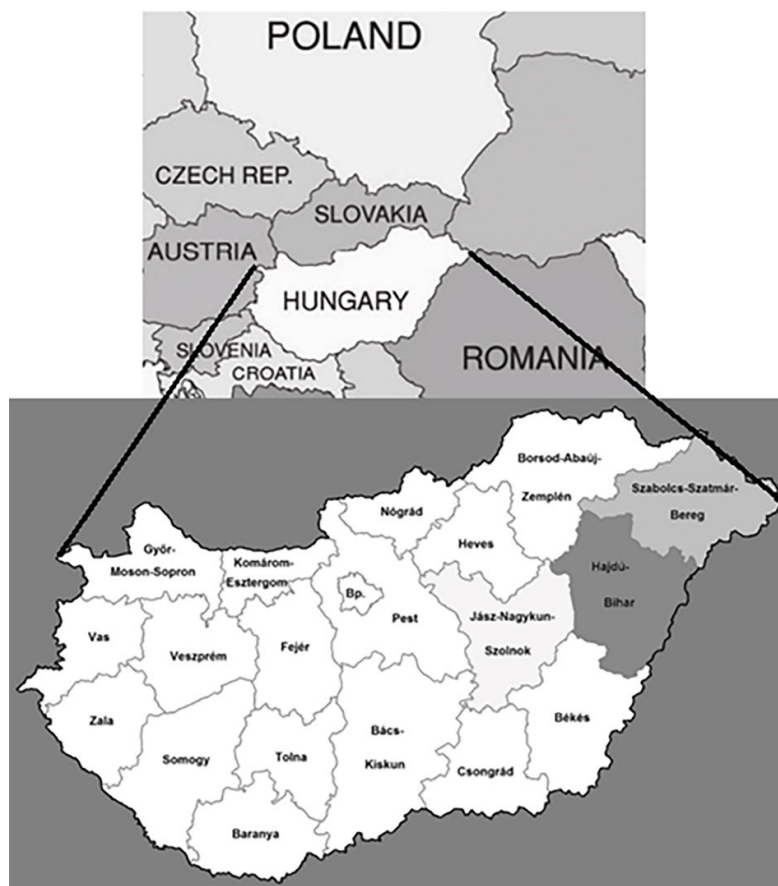 POLAND
CZECH REP.
SLOVAKIA
AUSTRIA
HUNGARY
SLOVENIA
CROATIA
ROMANIA
Borsod-Abaúj-
Zemplén
Szabolcs-Szatmár-
Bereg
Nógrád
Heves
Győr-
Moson-Sopron
Komárom-
Esztergom
Hajdú-
Bihar
Bp.
Pest
Jász-Nagykun-
Szolnok
Vas
Veszprém
Fejér
Zala
Somogy
Tolna
Bács-
Kiskun
Békés
Csongrád
Baranya